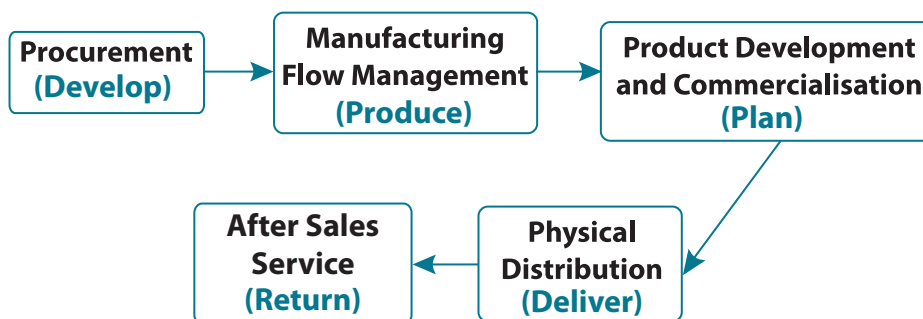 Procurement
(Develop)
Manufacturing
Flow Management
(Produce)
Product Development
and Commercialisation
(Plan)
Physical
Distribution
(Deliver)
After Sales
Service
(Return)